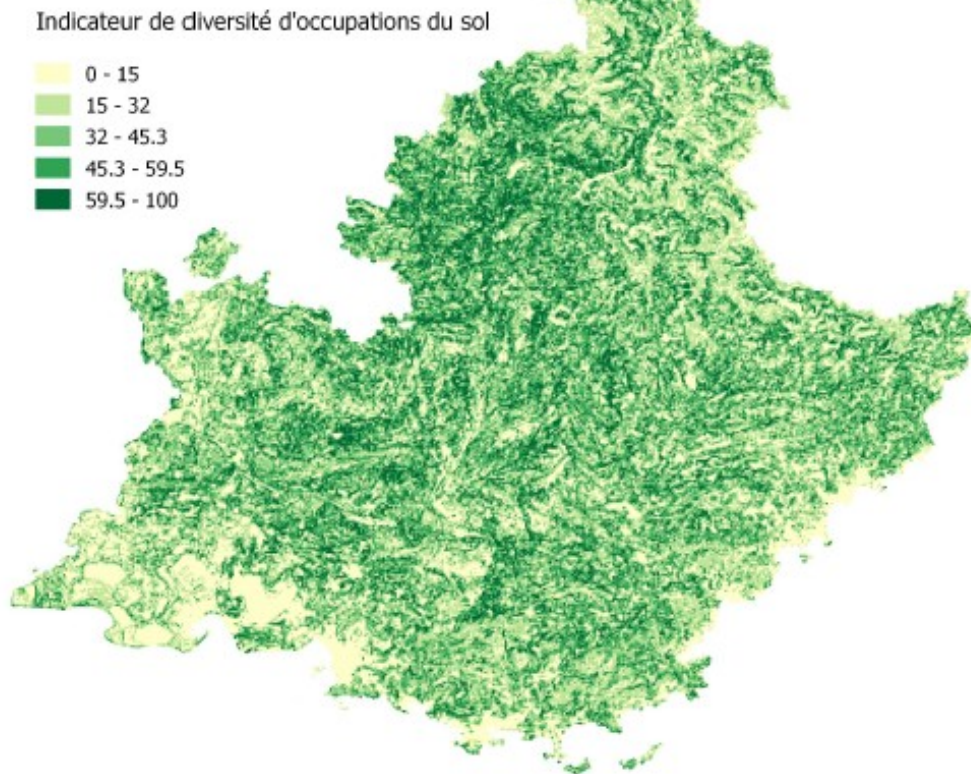 Indicateur de diversité d'occupations du sol
0 - 15
15 - 32
32 - 45.3
45.3 - 59.5
59.5 - 100